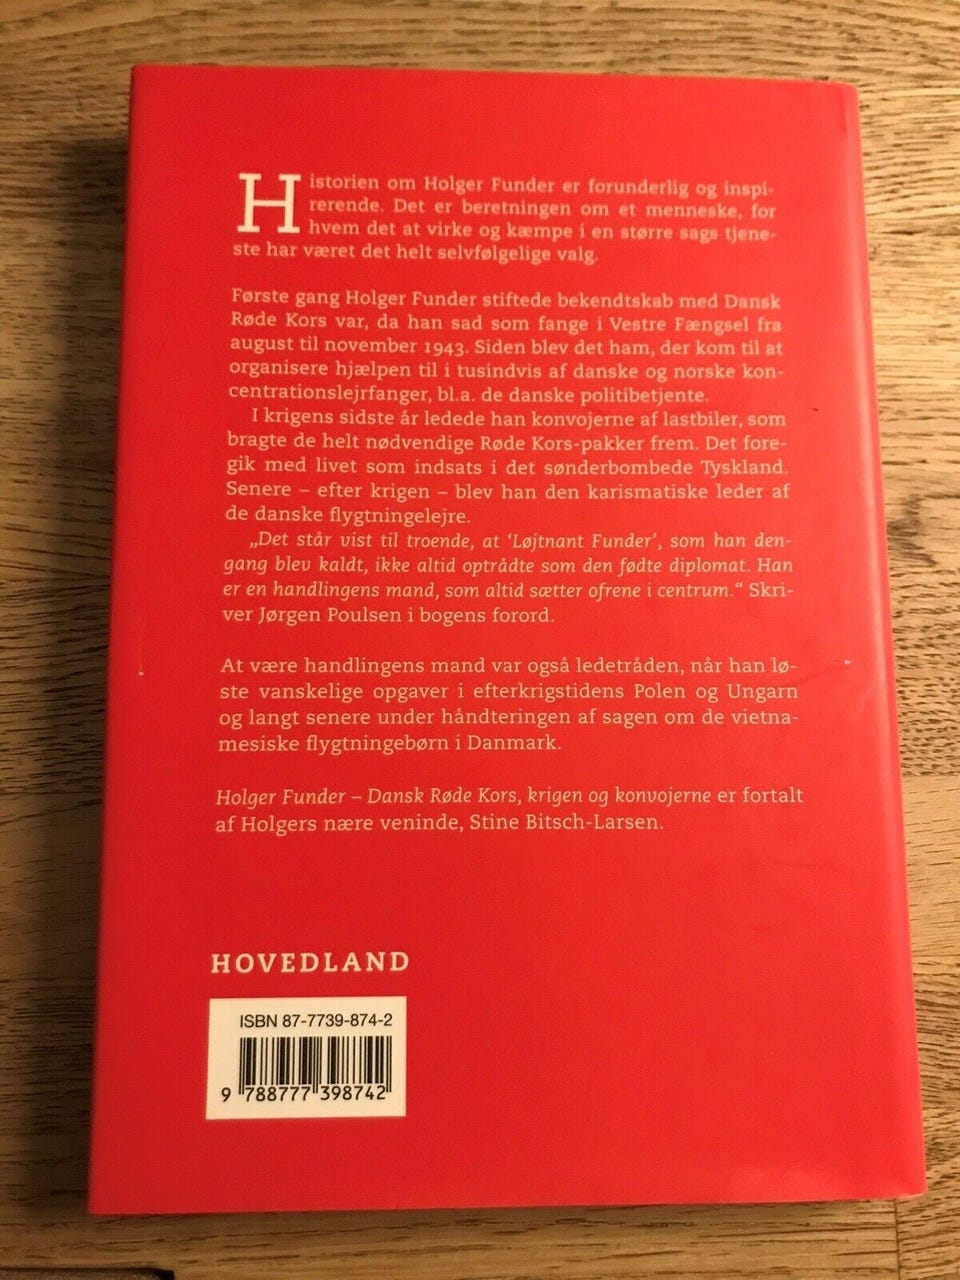 Historien om Holger Funder er forunderlig og inspi-
rerende. Det er beretningen om et menneske, for
hvem det at virke og kæmpe i en større sags tjene-
ste har været det helt selvfølgelige valg.
Første gang Holger Funder stiftede bekendtskab med Dansk
Røde Kors var, da han sad som fange i Vestre Fængsel fra
august til november 1943. Siden blev det ham, der kom til at
organisere hjælpen til i tusindvis af danske og norske kon-
centrationslejrfanger, bl.a. de danske politibetjente.
I krigens sidste år ledede han konvojerne af lastbiler, som
bragte de helt nødvendige Røde Kors-pakker frem. Det fore-
gik med livet som indsats i det sønderbombede Tyskland.
Senere – efter krigen – blev han den karismatiske leder af
de danske flygtningelejre.
„Det står vist til troende, at ‘Løjtnant Funder’, som han den-
gang blev kaldt, ikke altid optrådte som den fødte diplomat. Han
er en handlingens mand, som altid sætter ofrene i centrum.“ Skri-
ver Jørgen Poulsen i bogens forord.
At være handlingens mand var også ledetråden, når han lø-
ste vanskelige opgaver i efterkrigstidens Polen og Ungarn
og langt senere under håndteringen af sagen om de vietna-
mesiske flygtningebørn i Danmark.
Holger Funder – Dansk Røde Kors, krigen og konvojerne er fortalt
af Holgers nære veninde, Stine Bitsch-Larsen.
HOVEDLAND
ISBN 87-7739-874-2
9 788777 398742